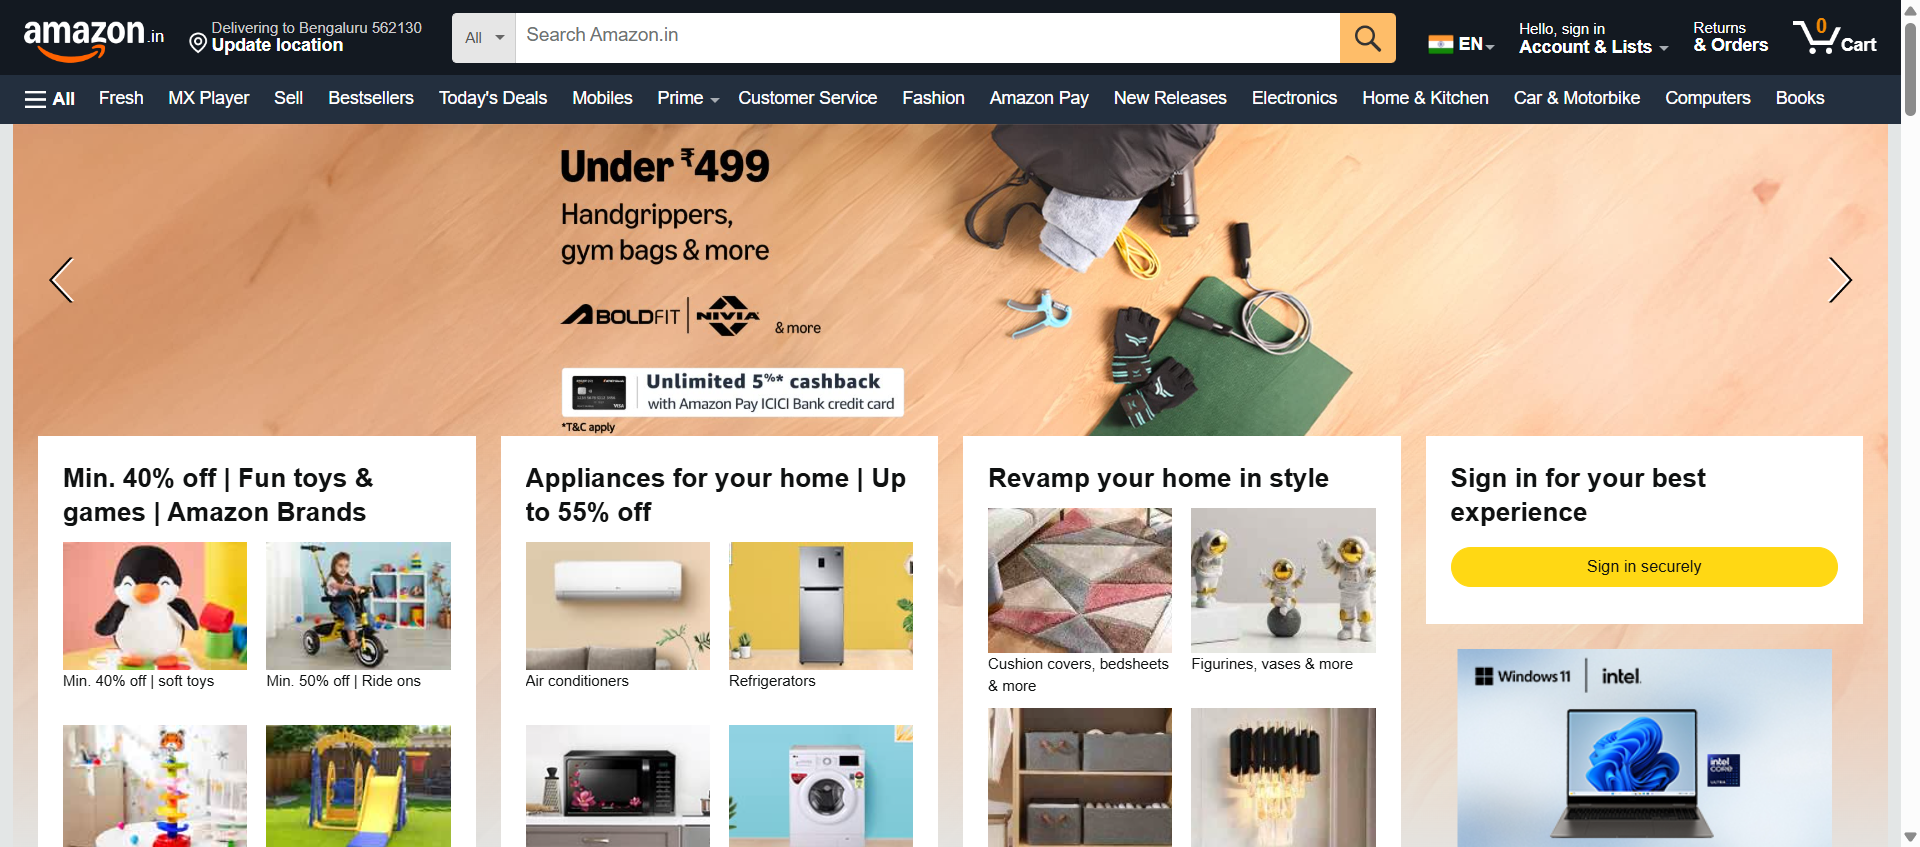 amazon.in
Delivering to Bengaluru 562130
Update location
All
Search Amazon.in
EN
Hello, sign in
Account & Lists
Returns
& Orders
0
Cart
All
Fresh
MX Player
Sell
Bestsellers
Today's Deals
Mobiles
Prime
Customer Service
Fashion
Amazon Pay
New Releases
Electronics
Home & Kitchen
Car & Motorbike
Computers
Books
Under ₹499
Handgrippers,
gym bags & more
BOLDFIT
NIVIA
& more
Unlimited 5%* cashback
with Amazon Pay ICICI Bank credit card
*T&C apply
Min. 40% off | Fun toys &
games | Amazon Brands
Min. 40% off | soft toys
Min. 50% off | Ride ons
Appliances for your home | Up
to 55% off
Air conditioners
Refrigerators
Revamp your home in style
Cushion covers, bedsheets
& more
Figurines, vases & more
Sign in for your best
experience
Sign in securely
Windows 11
intel
intel
CORE
ULTRA